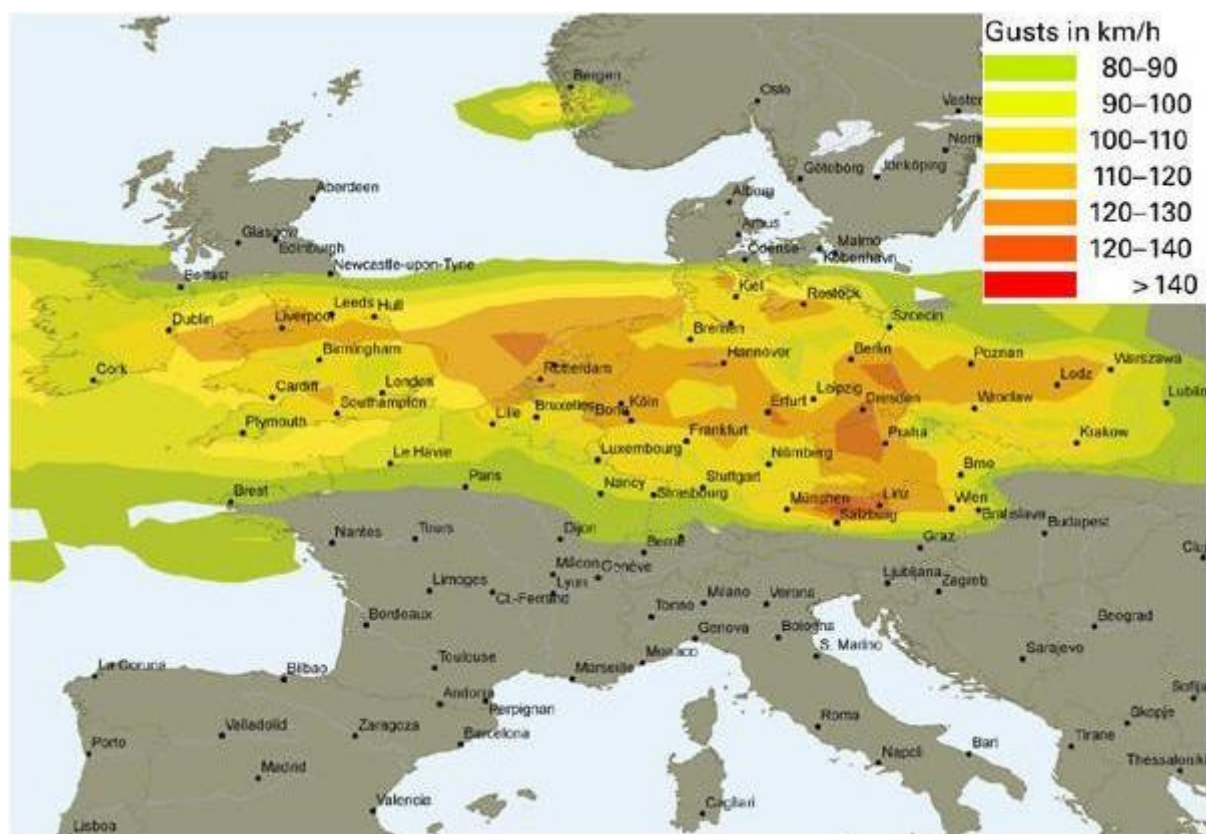 Gusts in km/h
80–90
90–100
100–110
110–120
120–130
120–140
> 140
Bergen
Oslo
Göteborg
Jönköping
Aberdeen
Ålborg
Århus
Glasgow
Edinburgh
Odense
Malmö
København
Newcastle-upon-Tyne
Belfast
Kiel
Rostock
Leeds
Hull
Dublin
Liverpool
Szczecin
Bremen
Birmingham
Hannover
Berlin
Poznan
Warszawa
Cork
Rotterdam
Lodz
Cardiff
London
Leipzig
Lublin
Southampton
Lille
Bruxelles
Köln
Bonn
Erfurt
Dresden
Wroclaw
Plymouth
Frankfurt
Praha
Krakow
Le Havre
Luxembourg
Nürnberg
Brno
Paris
Nancy
Strasbourg
Stuttgart
Brest
München
Linz
Wien
Salzburg
Bratislava
Budapest
Nantes
Tours
Dijon
Berne
Graz
Limoges
Mâcon
Genève
Ljubljana
Zagreb
Cl.-Ferrand
Lyon
Bordeaux
Torino
Milano
Verona
Beograd
Genova
Bologna
Toulouse
Monaco
S. Marino
Sarajevo
La Coruna
Bilbao
Marseille
Andorra
Perpignan
Sofija
Valladolid
Zaragoza
Barcelona
Roma
Skopje
Porto
Napoli
Bari
Tirane
Madrid
Thessaloniki
Valencia
Cagliari
Lisboa